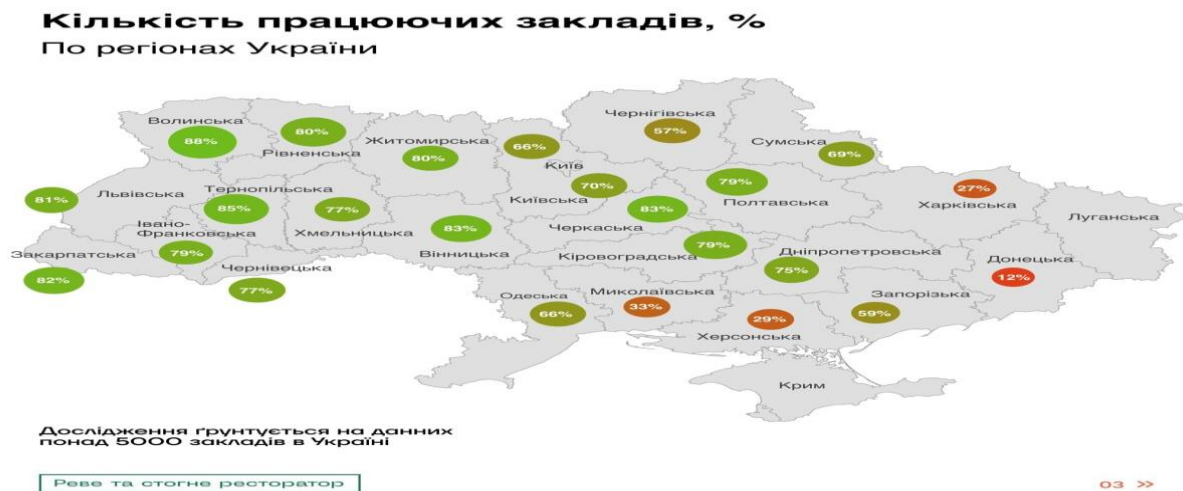 Кількість працюючих закладів, %
По регіонах України
Волинська
88%
80%
Рівненська
Житомирська
80%
66%
Київ
Чернігівська
57%
Сумська
69%
81%
Львівська
Тернопільська
85%
77%
Хмельницька
Івано-
Франковська
79%
Закарпатська
82%
Чернівецька
77%
83%
Вінницька
70%
Київська
83%
Черкаська
79%
Полтавська
27%
Харківська
Луганська
79%
Кіровоградська
Дніпропетровська
75%
Донецька
12%
Одеська
66%
Миколаївська
33%
29%
Херсонська
Запорізька
59%
Крим
Дослідження ґрунтується на данних
понад 5000 закладів в Україні
Реве та стогне ресторатор
03 »